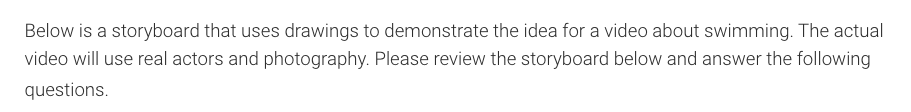 Below is a storyboard that uses drawings to demonstrate the idea for a video about swimming. The actual
video will use real actors and photography. Please review the storyboard below and answer the following
questions.